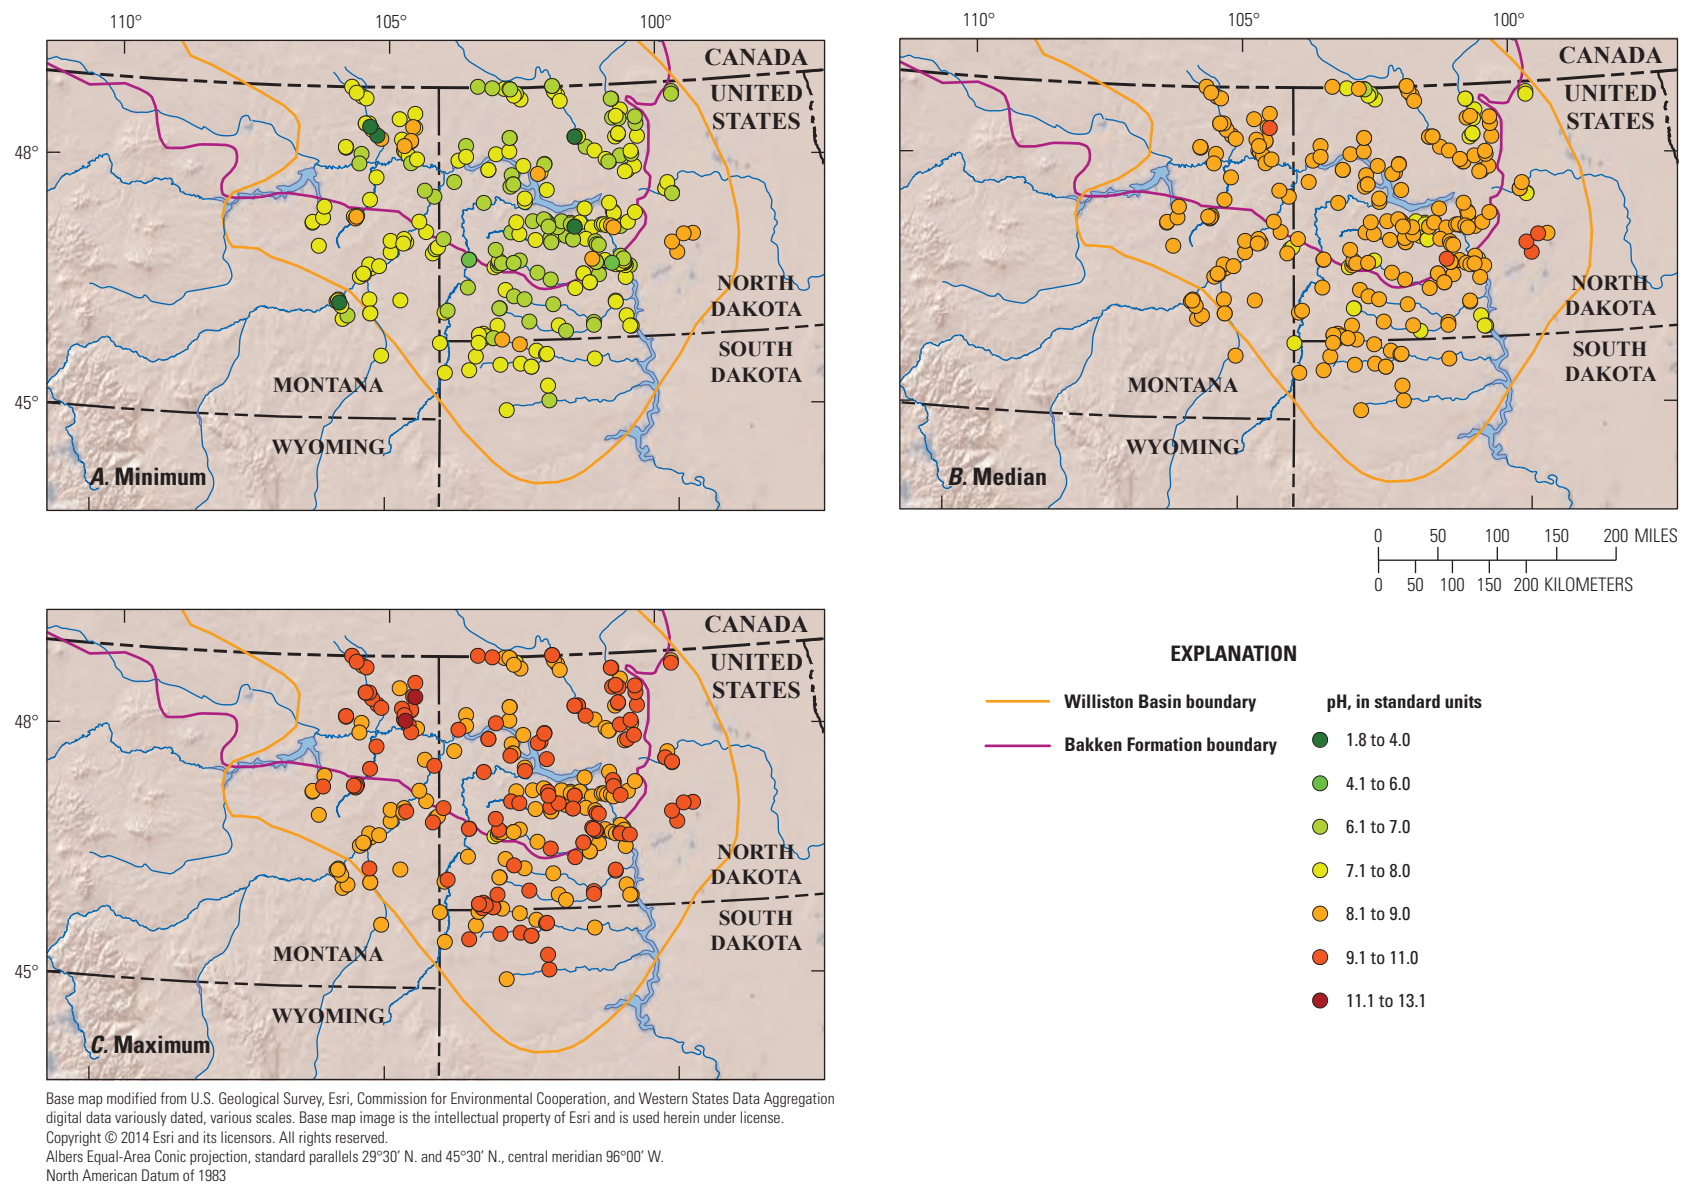 110°
105°
100°
CANADA
UNITED
STATES
48°
NORTH
DAKOTA
SOUTH
DAKOTA
MONTANA
45°
WYOMING
A. Minimum
110°
105°
100°
CANADA
UNITED
STATES
NORTH
DAKOTA
SOUTH
DAKOTA
MONTANA
WYOMING
B. Median
0 50 100 150 200 MILES
0 50 100 150 200 KILOMETERS
CANADA
UNITED
STATES
48°
NORTH
DAKOTA
SOUTH
DAKOTA
MONTANA
45°
WYOMING
C. Maximum
EXPLANATION
Williston Basin boundary
Bakken Formation boundary
pH, in standard units
1.8 to 4.0
4.1 to 6.0
6.1 to 7.0
7.1 to 8.0
8.1 to 9.0
9.1 to 11.0
11.1 to 13.1
Base map modified from U.S. Geological Survey, Esri, Commission for Environmental Cooperation, and Western States Data Aggregation
digital data variously dated, various scales. Base map image is the intellectual property of Esri and is used herein under license.
Copyright © 2014 Esri and its licensors. All rights reserved.
Albers Equal-Area Conic projection, standard parallels 29°30′ N. and 45°30′ N., central meridian 96°00′ W.
North American Datum of 1983